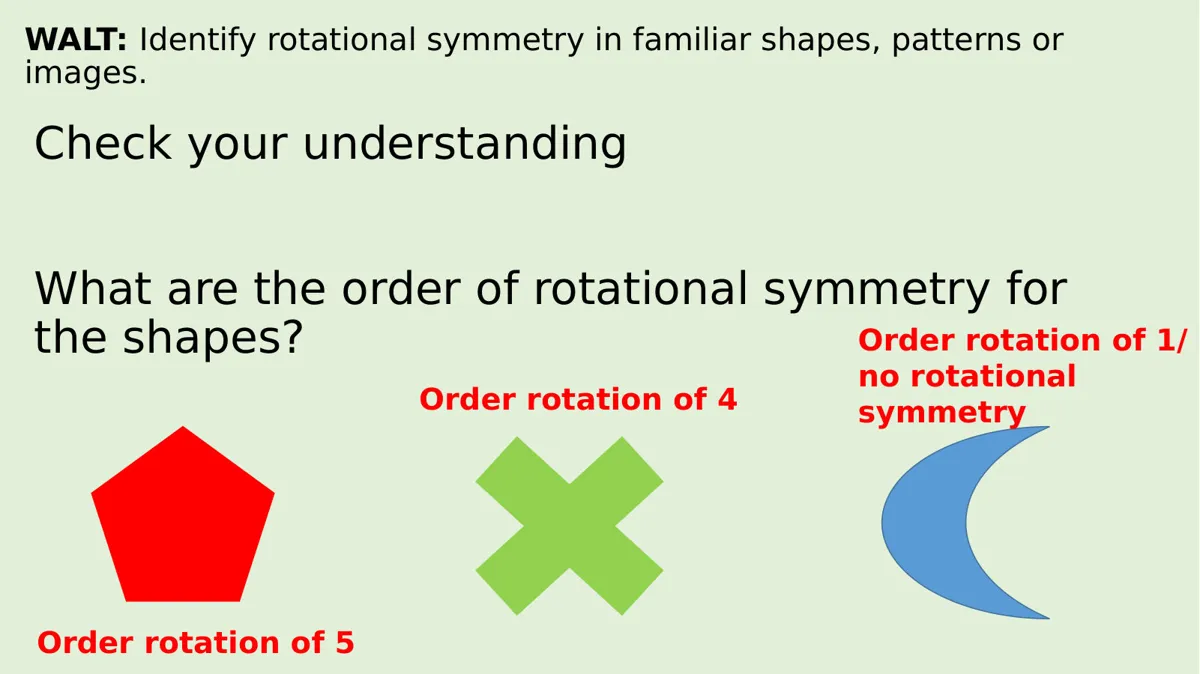 WALT: Identify rotational symmetry in familiar shapes, patterns or
images.
Check your understanding
What are the order of rotational symmetry for
the shapes?
Order rotation of 1/
no rotational
symmetry
Order rotation of 4
Order rotation of 5